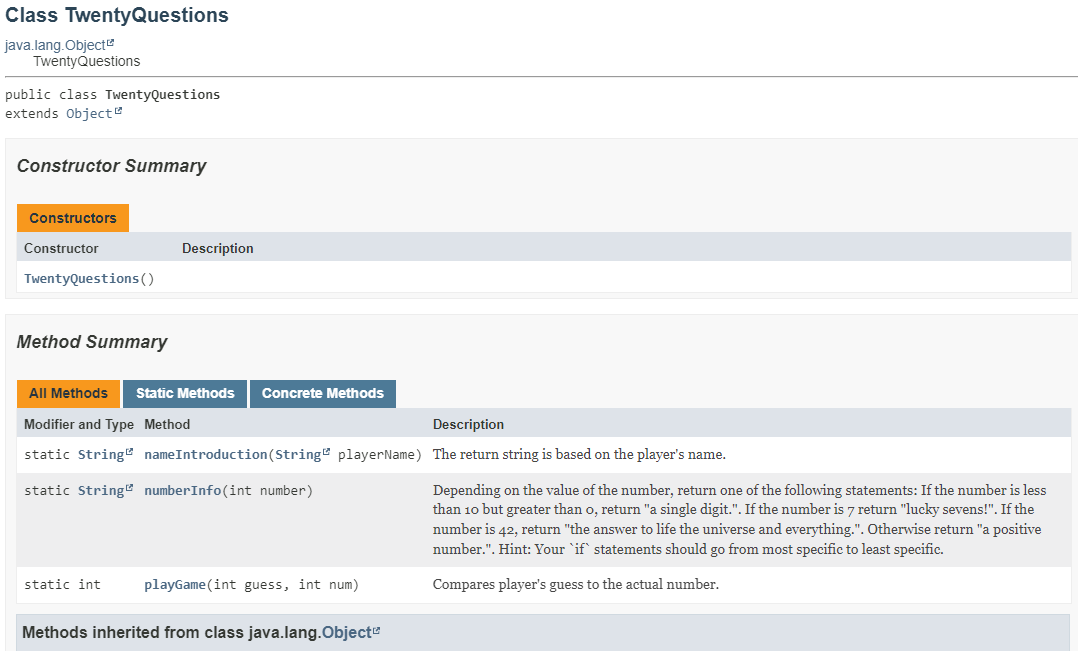 Class TwentyQuestions
java.lang.Object
TwentyQuestions
public class TwentyQuestions
extends Object
Constructor Summary
Constructors
Constructor Description
TwentyQuestions()
Method Summary
All Methods Static Methods Concrete Methods
Modifier and Type Method Description
static String nameIntroduction(String playerName) The return string is based on the player's name.
static String numberInfo(int number) Depending on the value of the number, return one of the following statements: If the number is less
than 10 but greater than 0, return "a single digit.". If the number is 7 return "lucky sevens!". If the
number is 42, return "the answer to life the universe and everything.". Otherwise return "a positive
number.". Hint: Your `if` statements should go from most specific to least specific.
static int playGame(int guess, int num) Compares player's guess to the actual number.
Methods inherited from class java.lang.Object